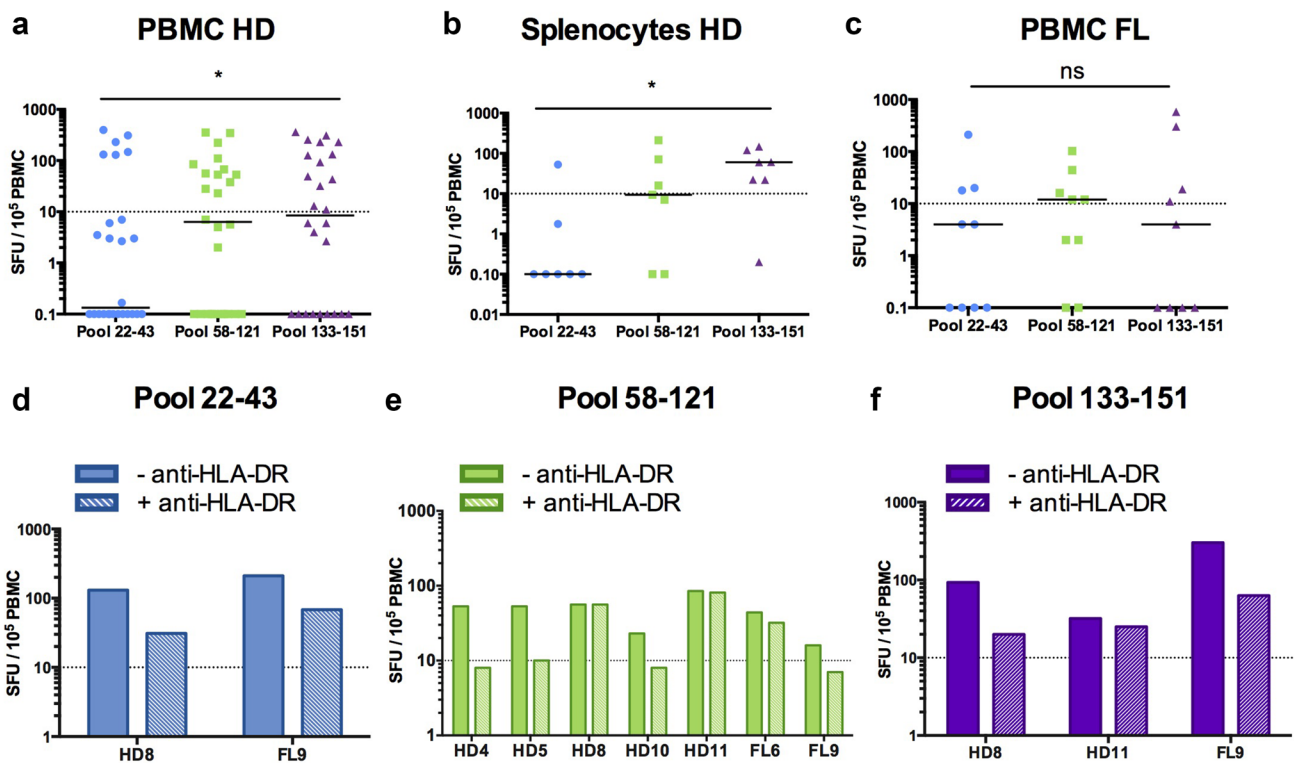 a PBMC HD
*
SFU / 10⁵ PBMC
1000
100
10
1
0.1
Pool 22-43 Pool 58-121 Pool 133-151
b Splenocytes HD
*
SFU / 10⁵ PBMC
1000
100
10
1
0.10
0.01
Pool 22-43 Pool 58-121 Pool 133-151
c PBMC FL
ns
SFU / 10⁵ PBMC
1000
100
10
1
0.1
Pool 22-43 Pool 58-121 Pool 133-151
d Pool 22-43
- anti-HLA-DR
+ anti-HLA-DR
SFU / 10⁵ PBMC
1000
100
10
1
HD8 FL9
e Pool 58-121
- anti-HLA-DR
+ anti-HLA-DR
SFU / 10⁵ PBMC
1000
100
10
1
HD4 HD5 HD8 HD10 HD11 FL6 FL9
f Pool 133-151
- anti-HLA-DR
+ anti-HLA-DR
SFU / 10⁵ PBMC
1000
100
10
1
HD8 HD11 FL9